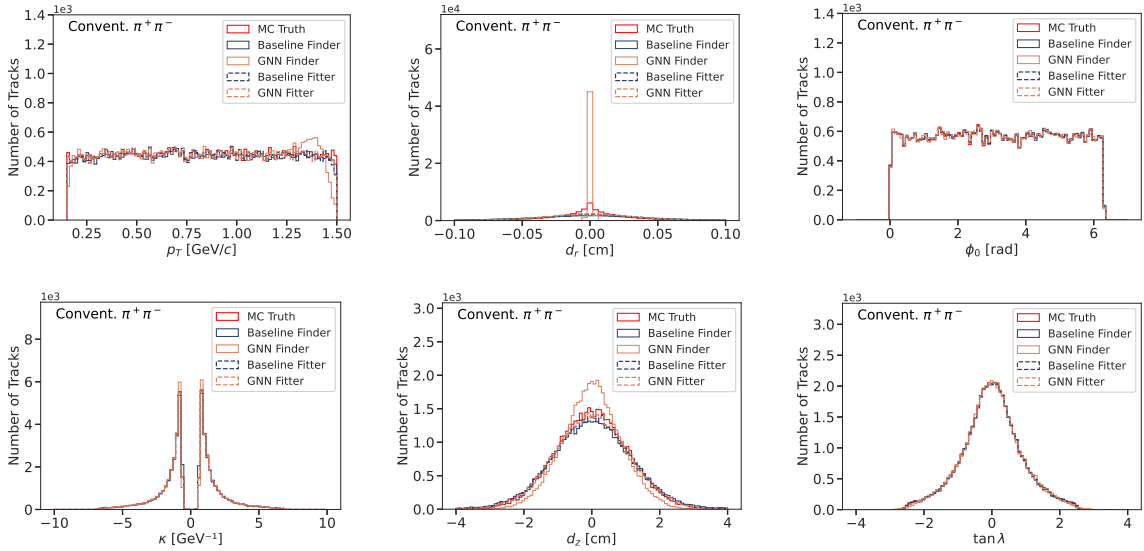 1e3
Convent. π⁺π⁻
MC Truth
Baseline Finder
GNN Finder
Baseline Fitter
GNN Fitter
Number of Tracks
1.4
1.2
1.0
0.8
0.6
0.4
0.2
0.0
0.25 0.50 0.75 1.00 1.25 1.50
p_T [GeV/c]
1e4
Convent. π⁺π⁻
MC Truth
Baseline Finder
GNN Finder
Baseline Fitter
GNN Fitter
Number of Tracks
6
4
2
0
−0.10 −0.05 0.00 0.05 0.10
d_r [cm]
1e3
Convent. π⁺π⁻
MC Truth
Baseline Finder
GNN Finder
Baseline Fitter
GNN Fitter
Number of Tracks
1.4
1.2
1.0
0.8
0.6
0.4
0.2
0.0
0 2 4 6
ϕ₀ [rad]
1e3
Convent. π⁺π⁻
MC Truth
Baseline Finder
GNN Finder
Baseline Fitter
GNN Fitter
Number of Tracks
8
6
4
2
0
−10 −5 0 5 10
κ [GeV⁻¹]
1e3
Convent. π⁺π⁻
MC Truth
Baseline Finder
GNN Finder
Baseline Fitter
GNN Fitter
Number of Tracks
3.0
2.5
2.0
1.5
1.0
0.5
0.0
−4 −2 0 2 4
d_z [cm]
1e3
Convent. π⁺π⁻
MC Truth
Baseline Finder
GNN Finder
Baseline Fitter
GNN Fitter
Number of Tracks
3.0
2.5
2.0
1.5
1.0
0.5
0.0
−4 −2 0 2 4
tan λ